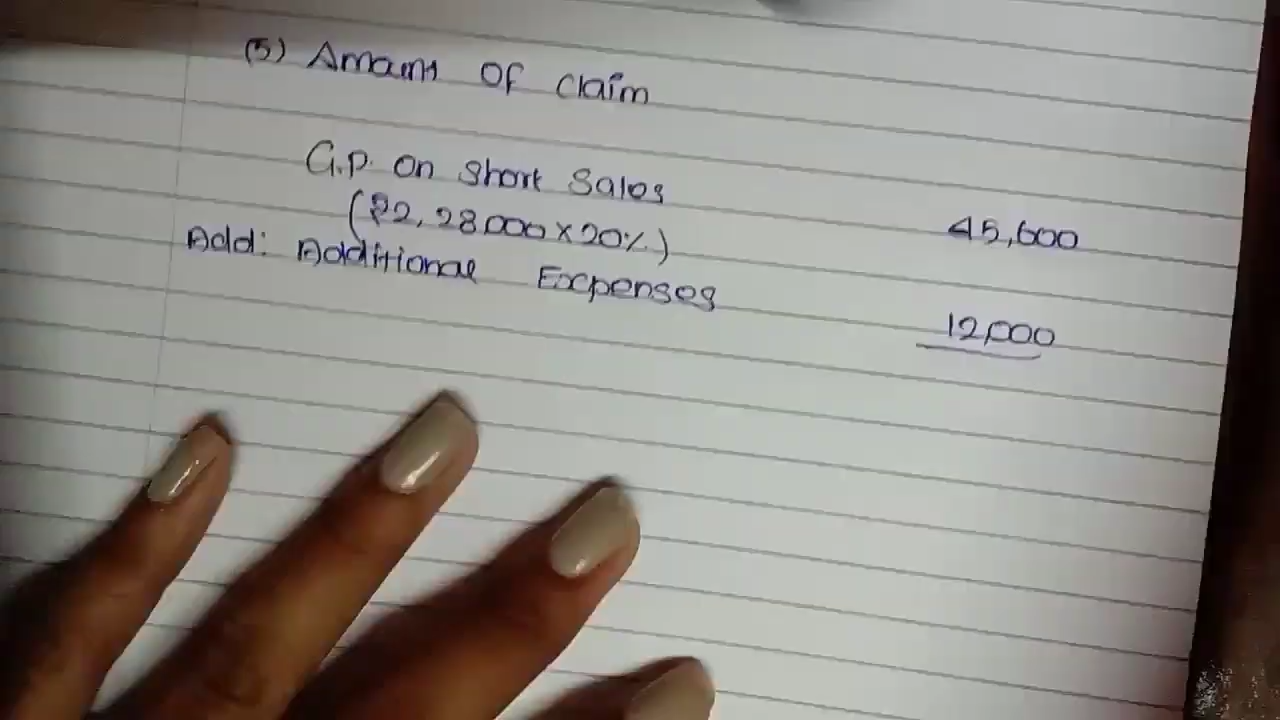 (5) Amount of claim
G.P. on short sales
(₹2,28,000 x 20%) 45,600
Add: Additional Expenses
12,000